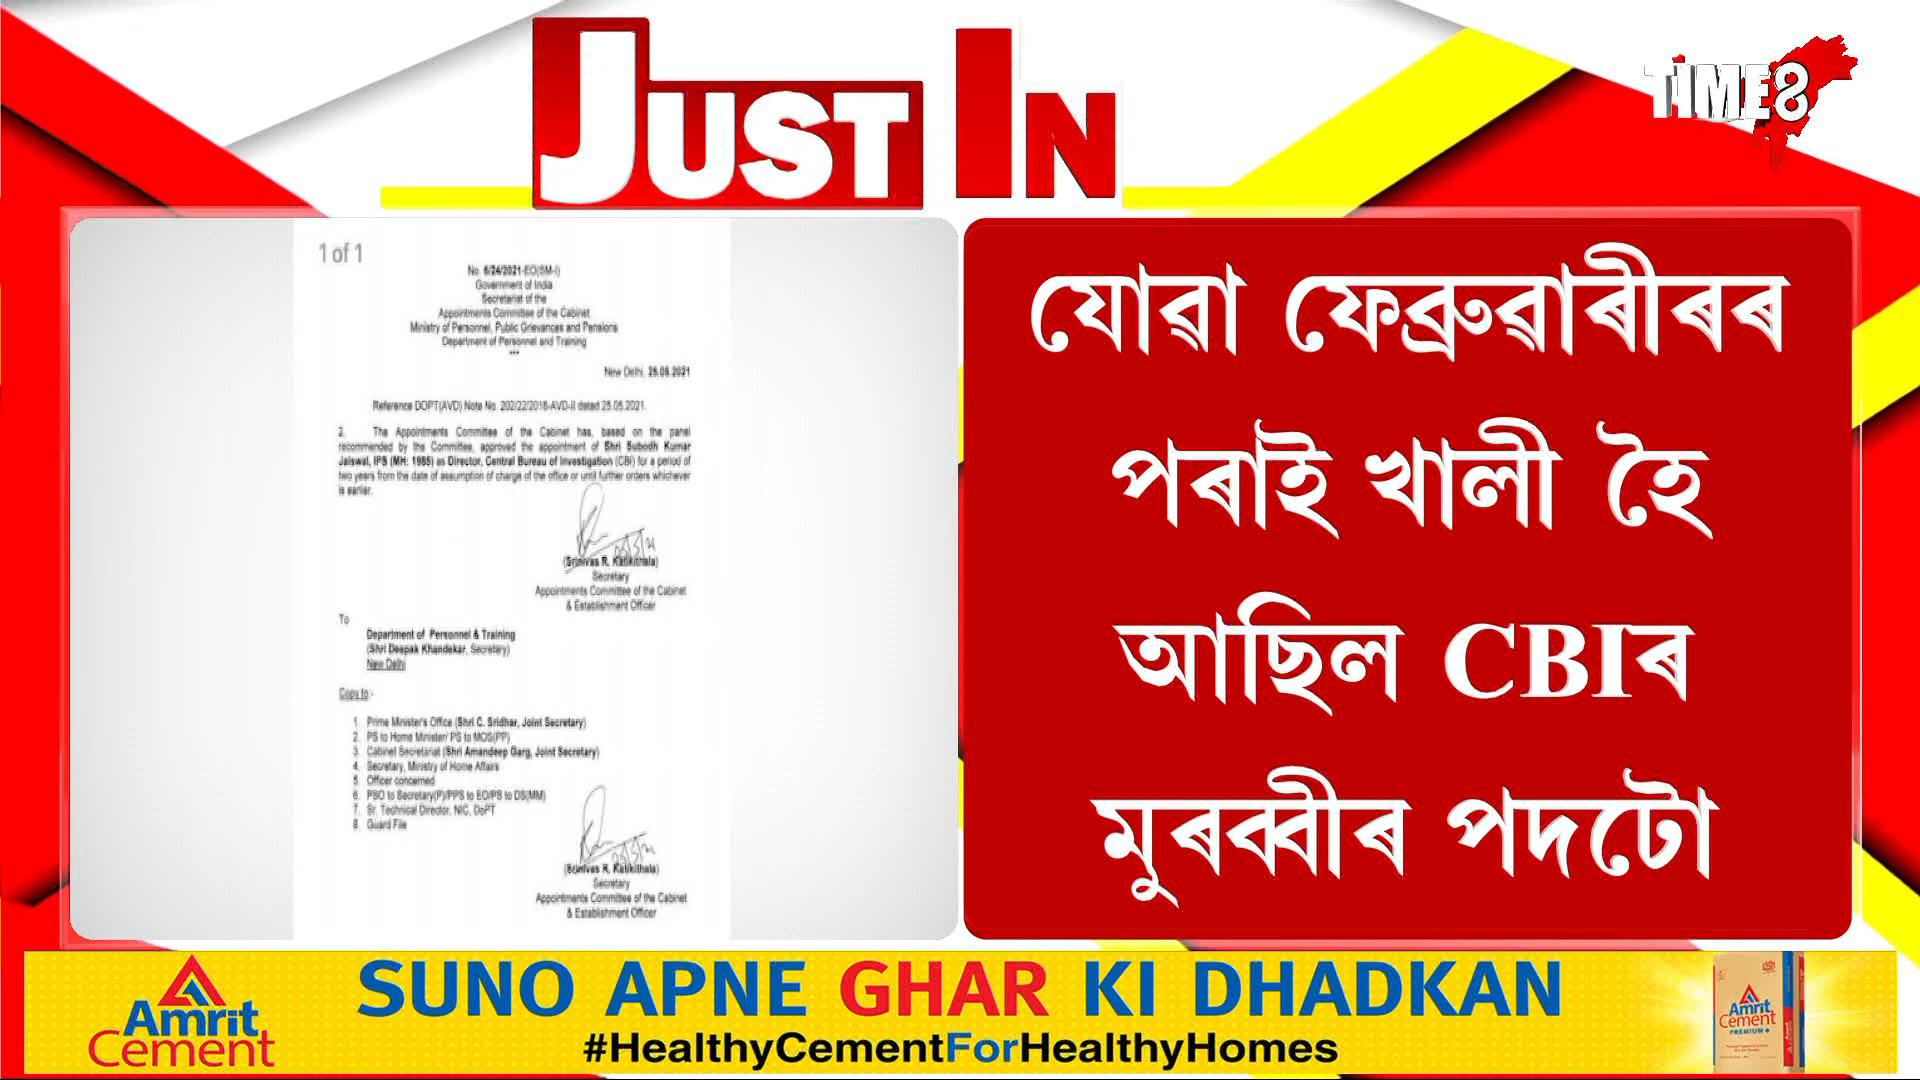 JUST IN
TIME8
1 of 1
No. 6/24/2021-EO(SM-I)
Government of India
Secretariat of the
Appointments Committee of the Cabinet
Ministry of Personnel, Public Grievances and Pensions
Department of Personnel and Training
***
New Delhi, 25.05.2021
Reference DOPT(AVD) Note No. 202/22/2018-AVD-II dated 25.05.2021.
2. The Appointments Committee of the Cabinet has, based on the panel
recommended by the Committee, approved the appointment of Shri Subodh Kumar
Jaiswal, IPS (MH: 1985) as Director, Central Bureau of Investigation (CBI) for a period of
two years from the date of assumption of charge of the office or until further orders whichever
is earlier.
(Srinivas R. Katikithala)
Secretary
Appointments Committee of the Cabinet
& Establishment Officer
To
Department of Personnel & Training
(Shri Deepak Khandekar, Secretary)
New Delhi
Copy to:-
1. Prime Minister's Office (Shri C. Sridhar, Joint Secretary)
2. PS to Home Minister/ PS to MOS(PP)
3. Cabinet Secretariat (Shri Amandeep Garg, Joint Secretary)
4. Secretary, Ministry of Home Affairs
5. Officer concerned
6. PSO to Secretary(P)/PPS to EO/PS to DS(MM)
7. Sr. Technical Director, NIC, DoPT
8. Guard File
(Srinivas R. Katikithala)
Secretary
Appointments Committee of the Cabinet
& Establishment Officer
যোৱা ফেব্ৰুৱাৰীৰৰ
পৰাই খালী হৈ
আছিল CBIৰ
মুৰব্বীৰ পদটো
Amrit
Cement
SUNO APNE GHAR KI DHADKAN
#HealthyCementForHealthyHomes
Amrit
Cement
PREMIUM+